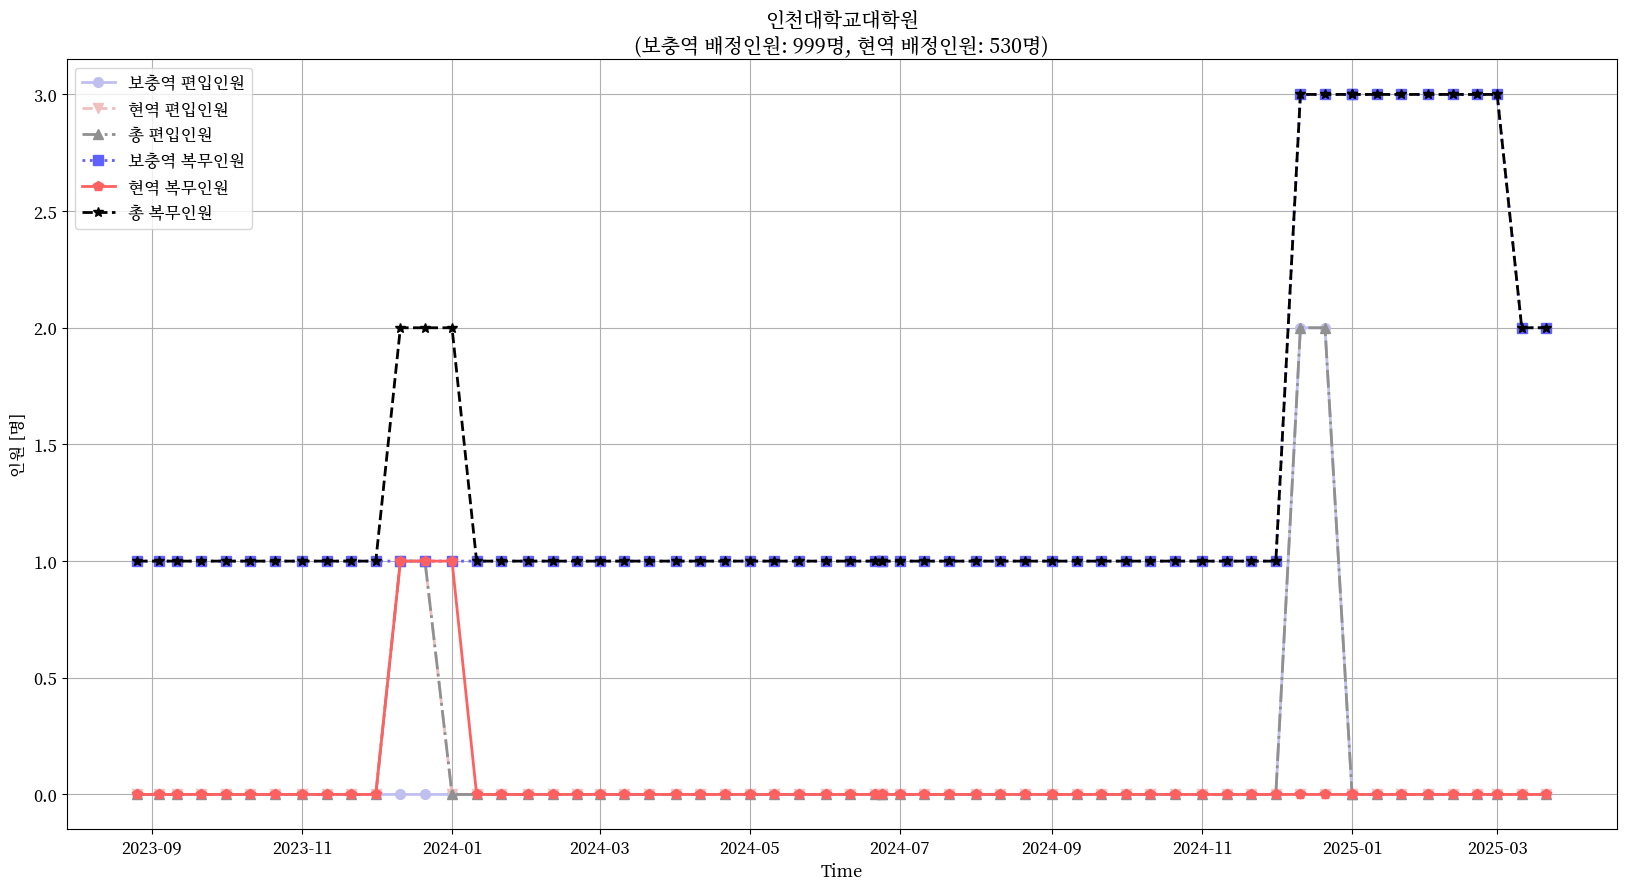 인천대학교대학원
(보충역 배정인원: 999명, 현역 배정인원: 530명)
보충역 편입인원
현역 편입인원
총 편입인원
보충역 복무인원
현역 복무인원
총 복무인원
3.0
2.5
2.0
1.5
1.0
0.5
0.0
인원 [명]
2023-09 2023-11 2024-01 2024-03 2024-05 2024-07 2024-09 2024-11 2025-01 2025-03
Time